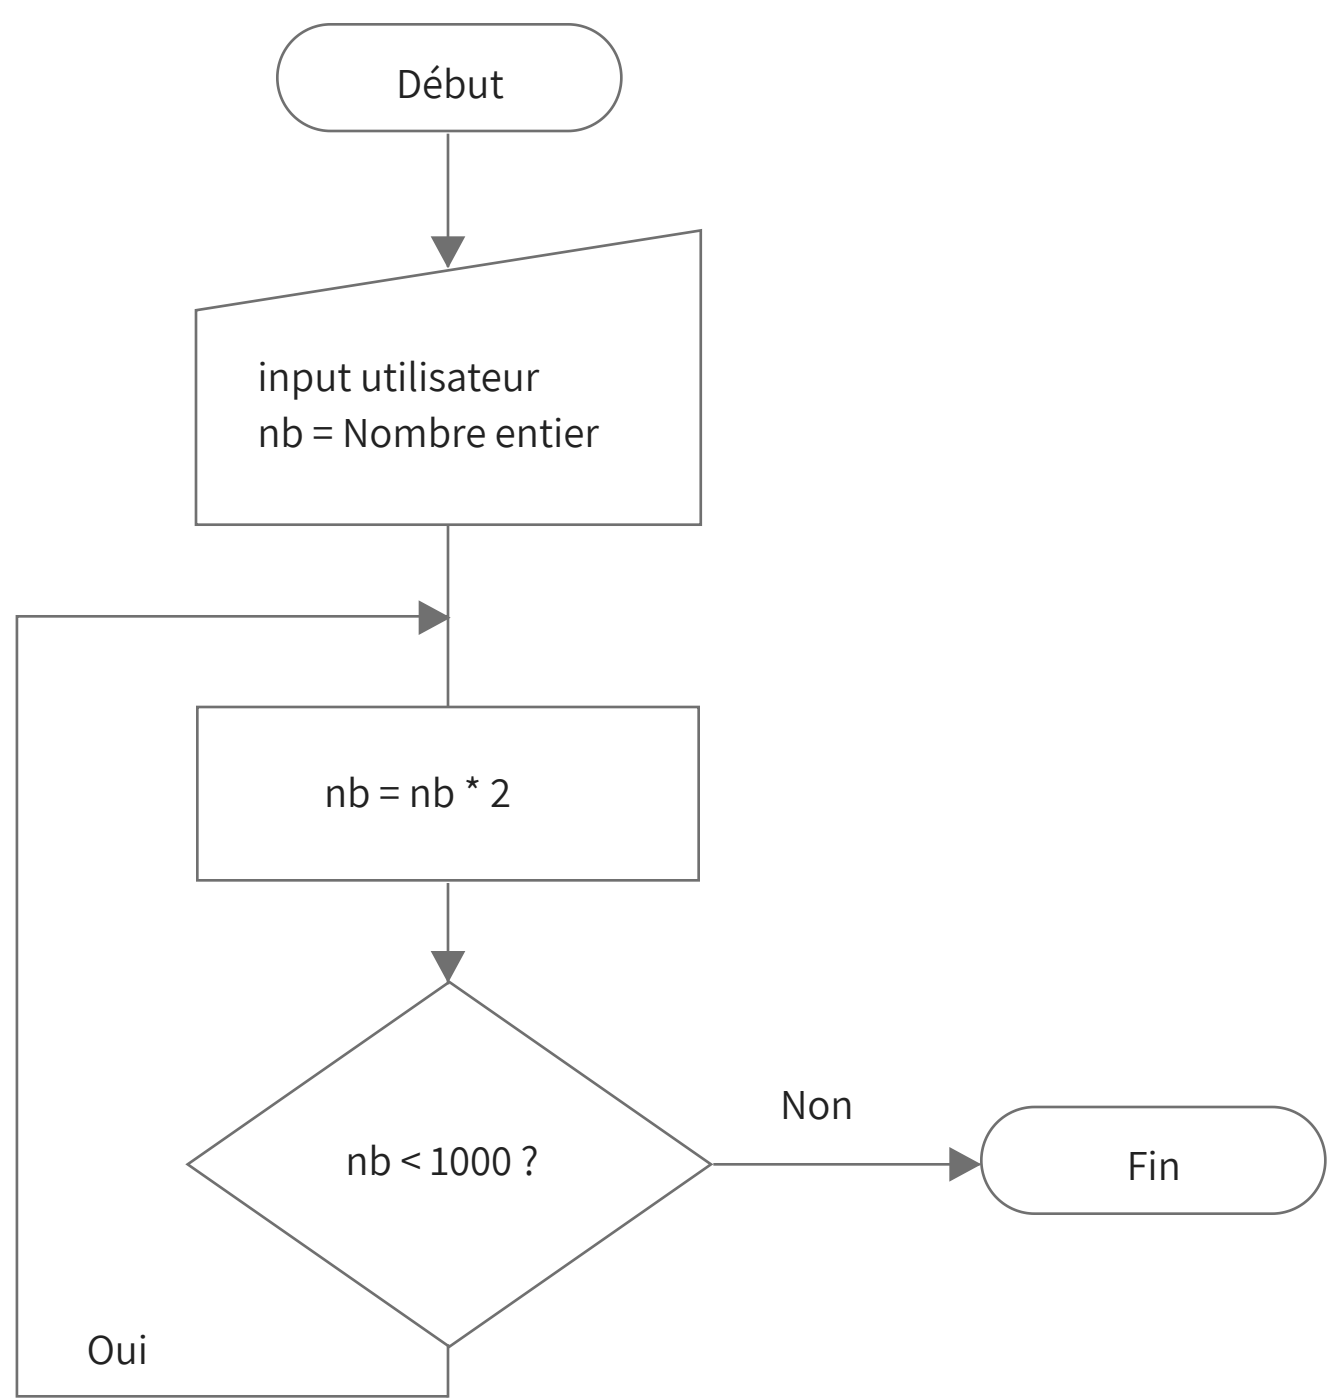 Début
input utilisateur
nb = Nombre entier
nb = nb * 2
nb < 1000 ?
Non
Fin
Oui